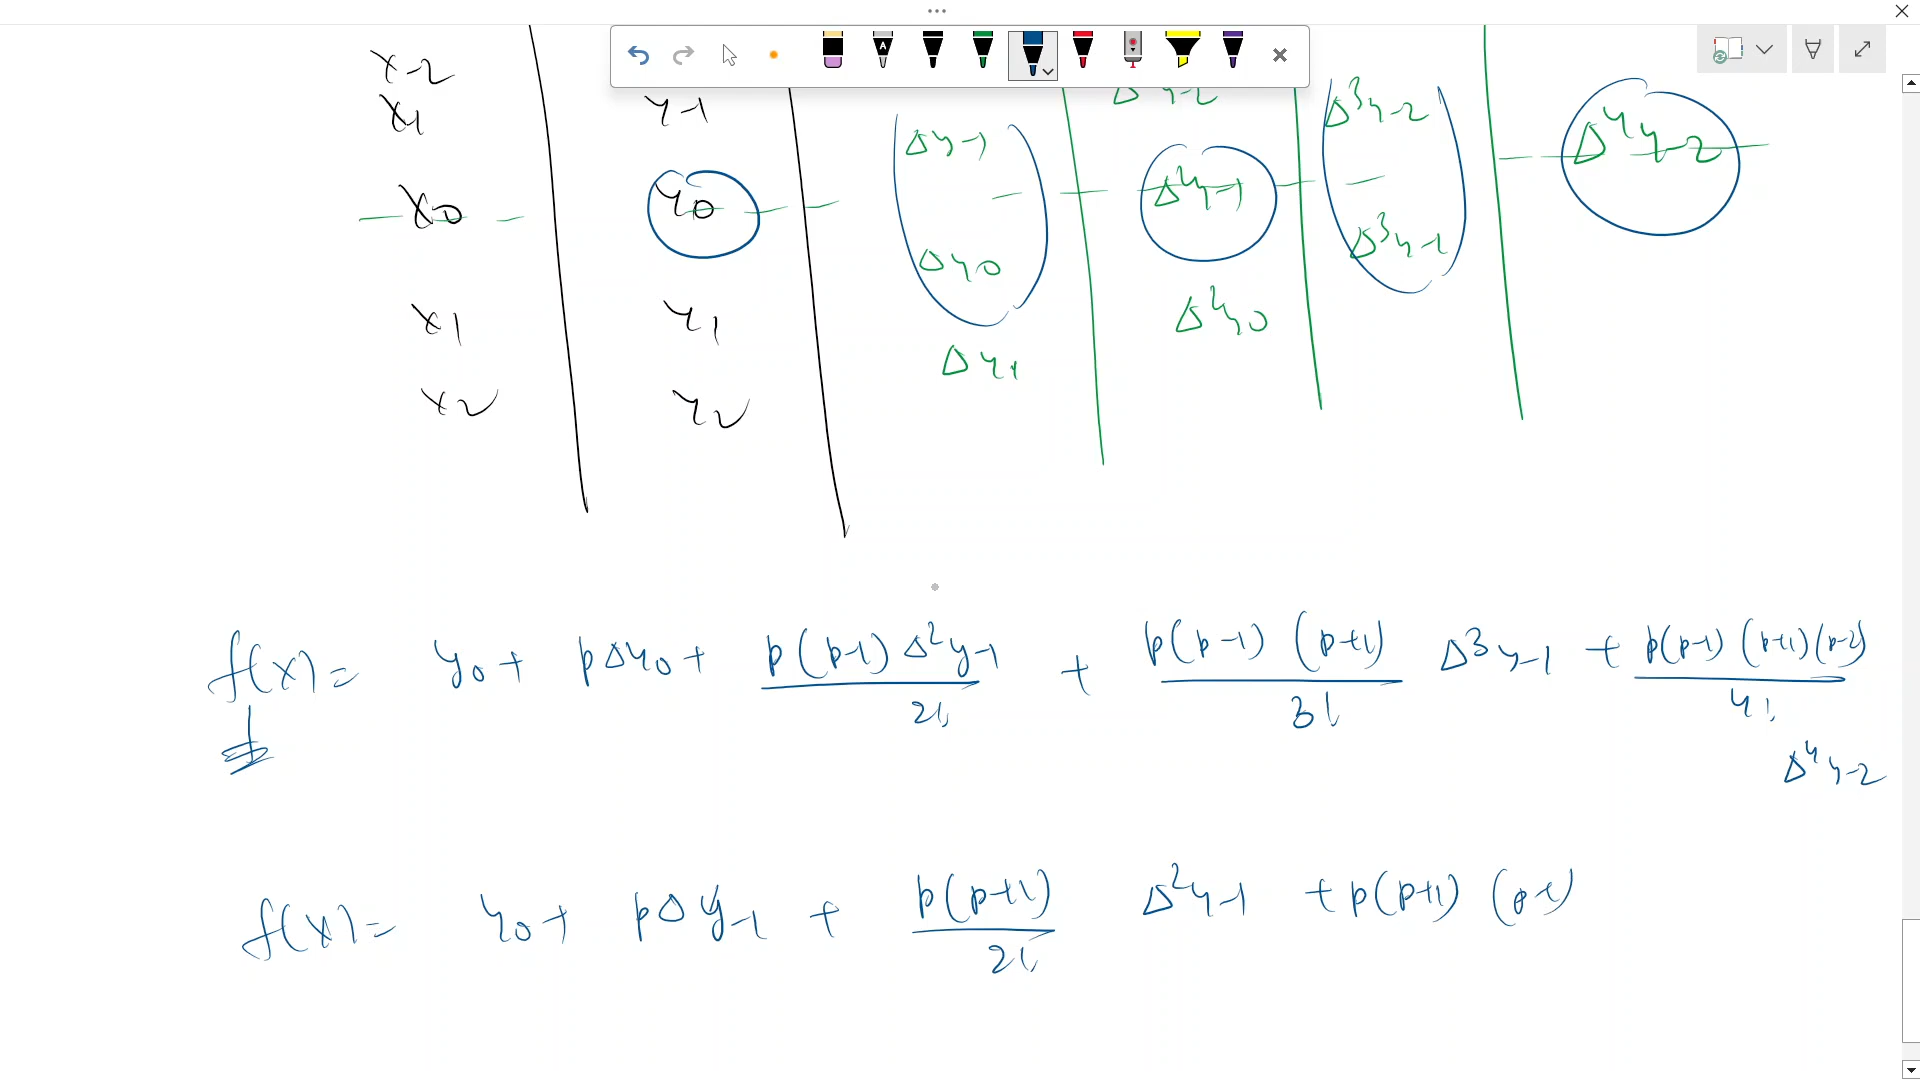 x-2
x1 y-1 Δy-1 Δ²y-2 Δ³y-2 Δ⁴y-2
x0 y0 Δ²y-1
Δy0 Δ³y-1
x1 y1 Δ²y0
Δy1
x2 y2
f(x)= y0 + pΔy0 + p(p-1)Δ²y-1 / 2! + p(p-1)(p+1) / 3! Δ³y-1 + p(p-1)(p+1)(p-2) / 4!
Δ⁴y-2
f(x)= y0 + pΔy-1 + p(p+1) / 2! Δ²y-1 + p(p+1)(p-1)